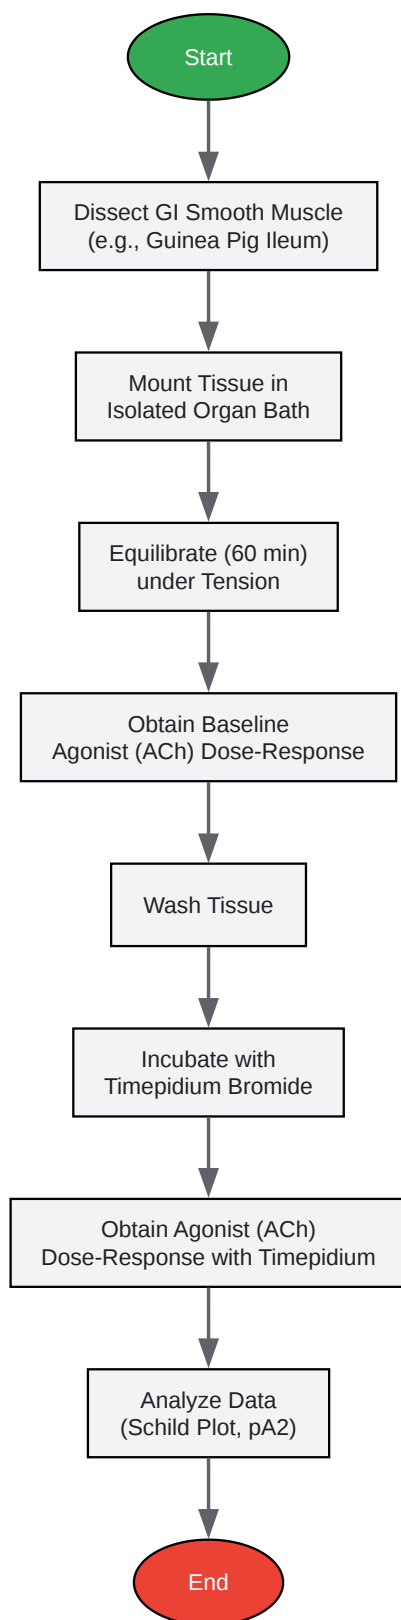 Start
Dissect GI Smooth Muscle
(e.g., Guinea Pig Ileum)
Mount Tissue in
Isolated Organ Bath
Equilibrate (60 min)
under Tension
Obtain Baseline
Agonist (ACh) Dose-Response
Wash Tissue
Incubate with
Timepidium Bromide
Obtain Agonist (ACh)
Dose-Response with Timepidium
Analyze Data
(Schild Plot, pA2)
End